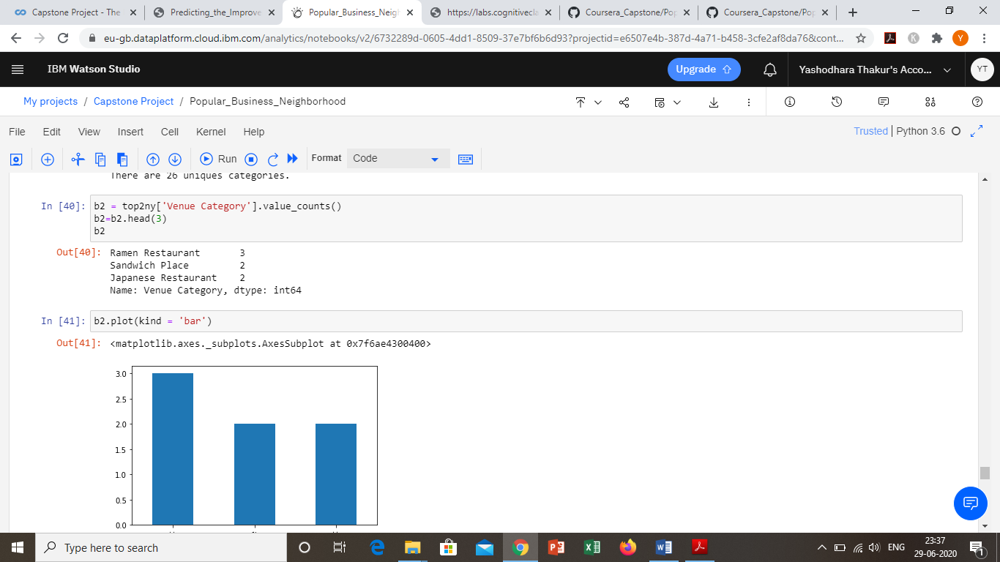 Capstone Project - The
Predicting_the_Improve
Popular_Business_Neigh
https://labs.cognitivecla
Coursera_Capstone/Pop
Coursera_Capstone/Pop
eu-gb.dataplatform.cloud.ibm.com/analytics/notebooks/v2/6732289d-0605-4dd1-8509-37e7bf6b6d93?projectid=e6507e4b-387d-4a71-b458-3cfe2af8da76&cont...
K
Y
IBM Watson Studio
Upgrade
Yashodhara Thakur's Acco...
YT
My projects / Capstone Project / Popular_Business_Neighborhood
File Edit View Insert Cell Kernel Help
Trusted | Python 3.6
Run
Format
Code
There are 26 uniques categories.
In [40]: b2 = top2ny['Venue Category'].value_counts()
b2=b2.head(3)
b2
Out[40]: Ramen Restaurant 3
Sandwich Place 2
Japanese Restaurant 2
Name: Venue Category, dtype: int64
In [41]: b2.plot(kind = 'bar')
Out[41]: <matplotlib.axes._subplots.AxesSubplot at 0x7f6ae4300400>
3.0
2.5
2.0
1.5
1.0
0.5
0.0
Type here to search
ENG
23:37
29-06-2020
1